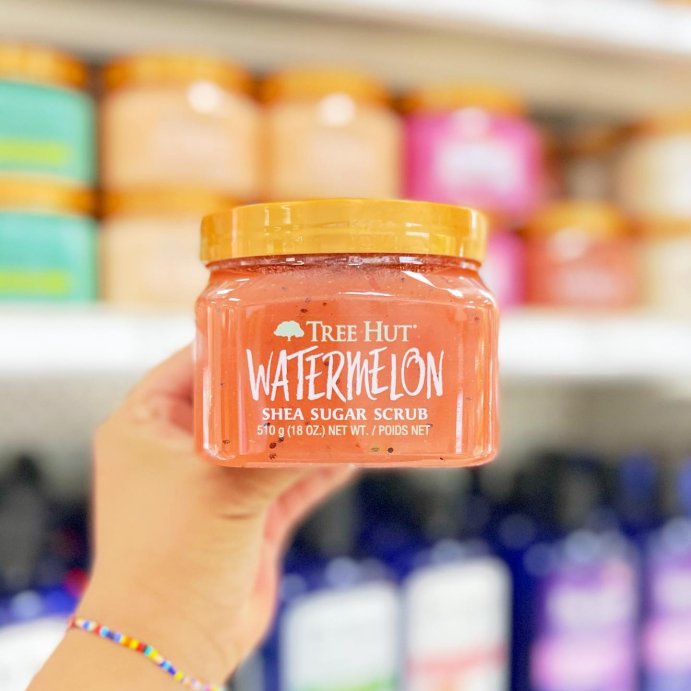 TREE HUT®
WATERMELON
SHEA SUGAR SCRUB
510 g (18 OZ.) NET WT. / POIDS NET